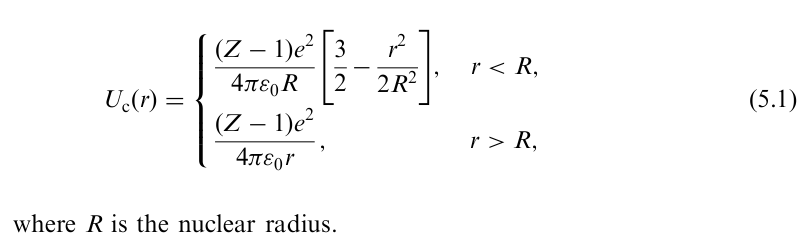 U_c(r) = { (Z − 1)e² / 4πε₀R [ 3/2 − r²/2R² ], r < R,
(Z − 1)e² / 4πε₀r , r > R, (5.1)
where R is the nuclear radius.